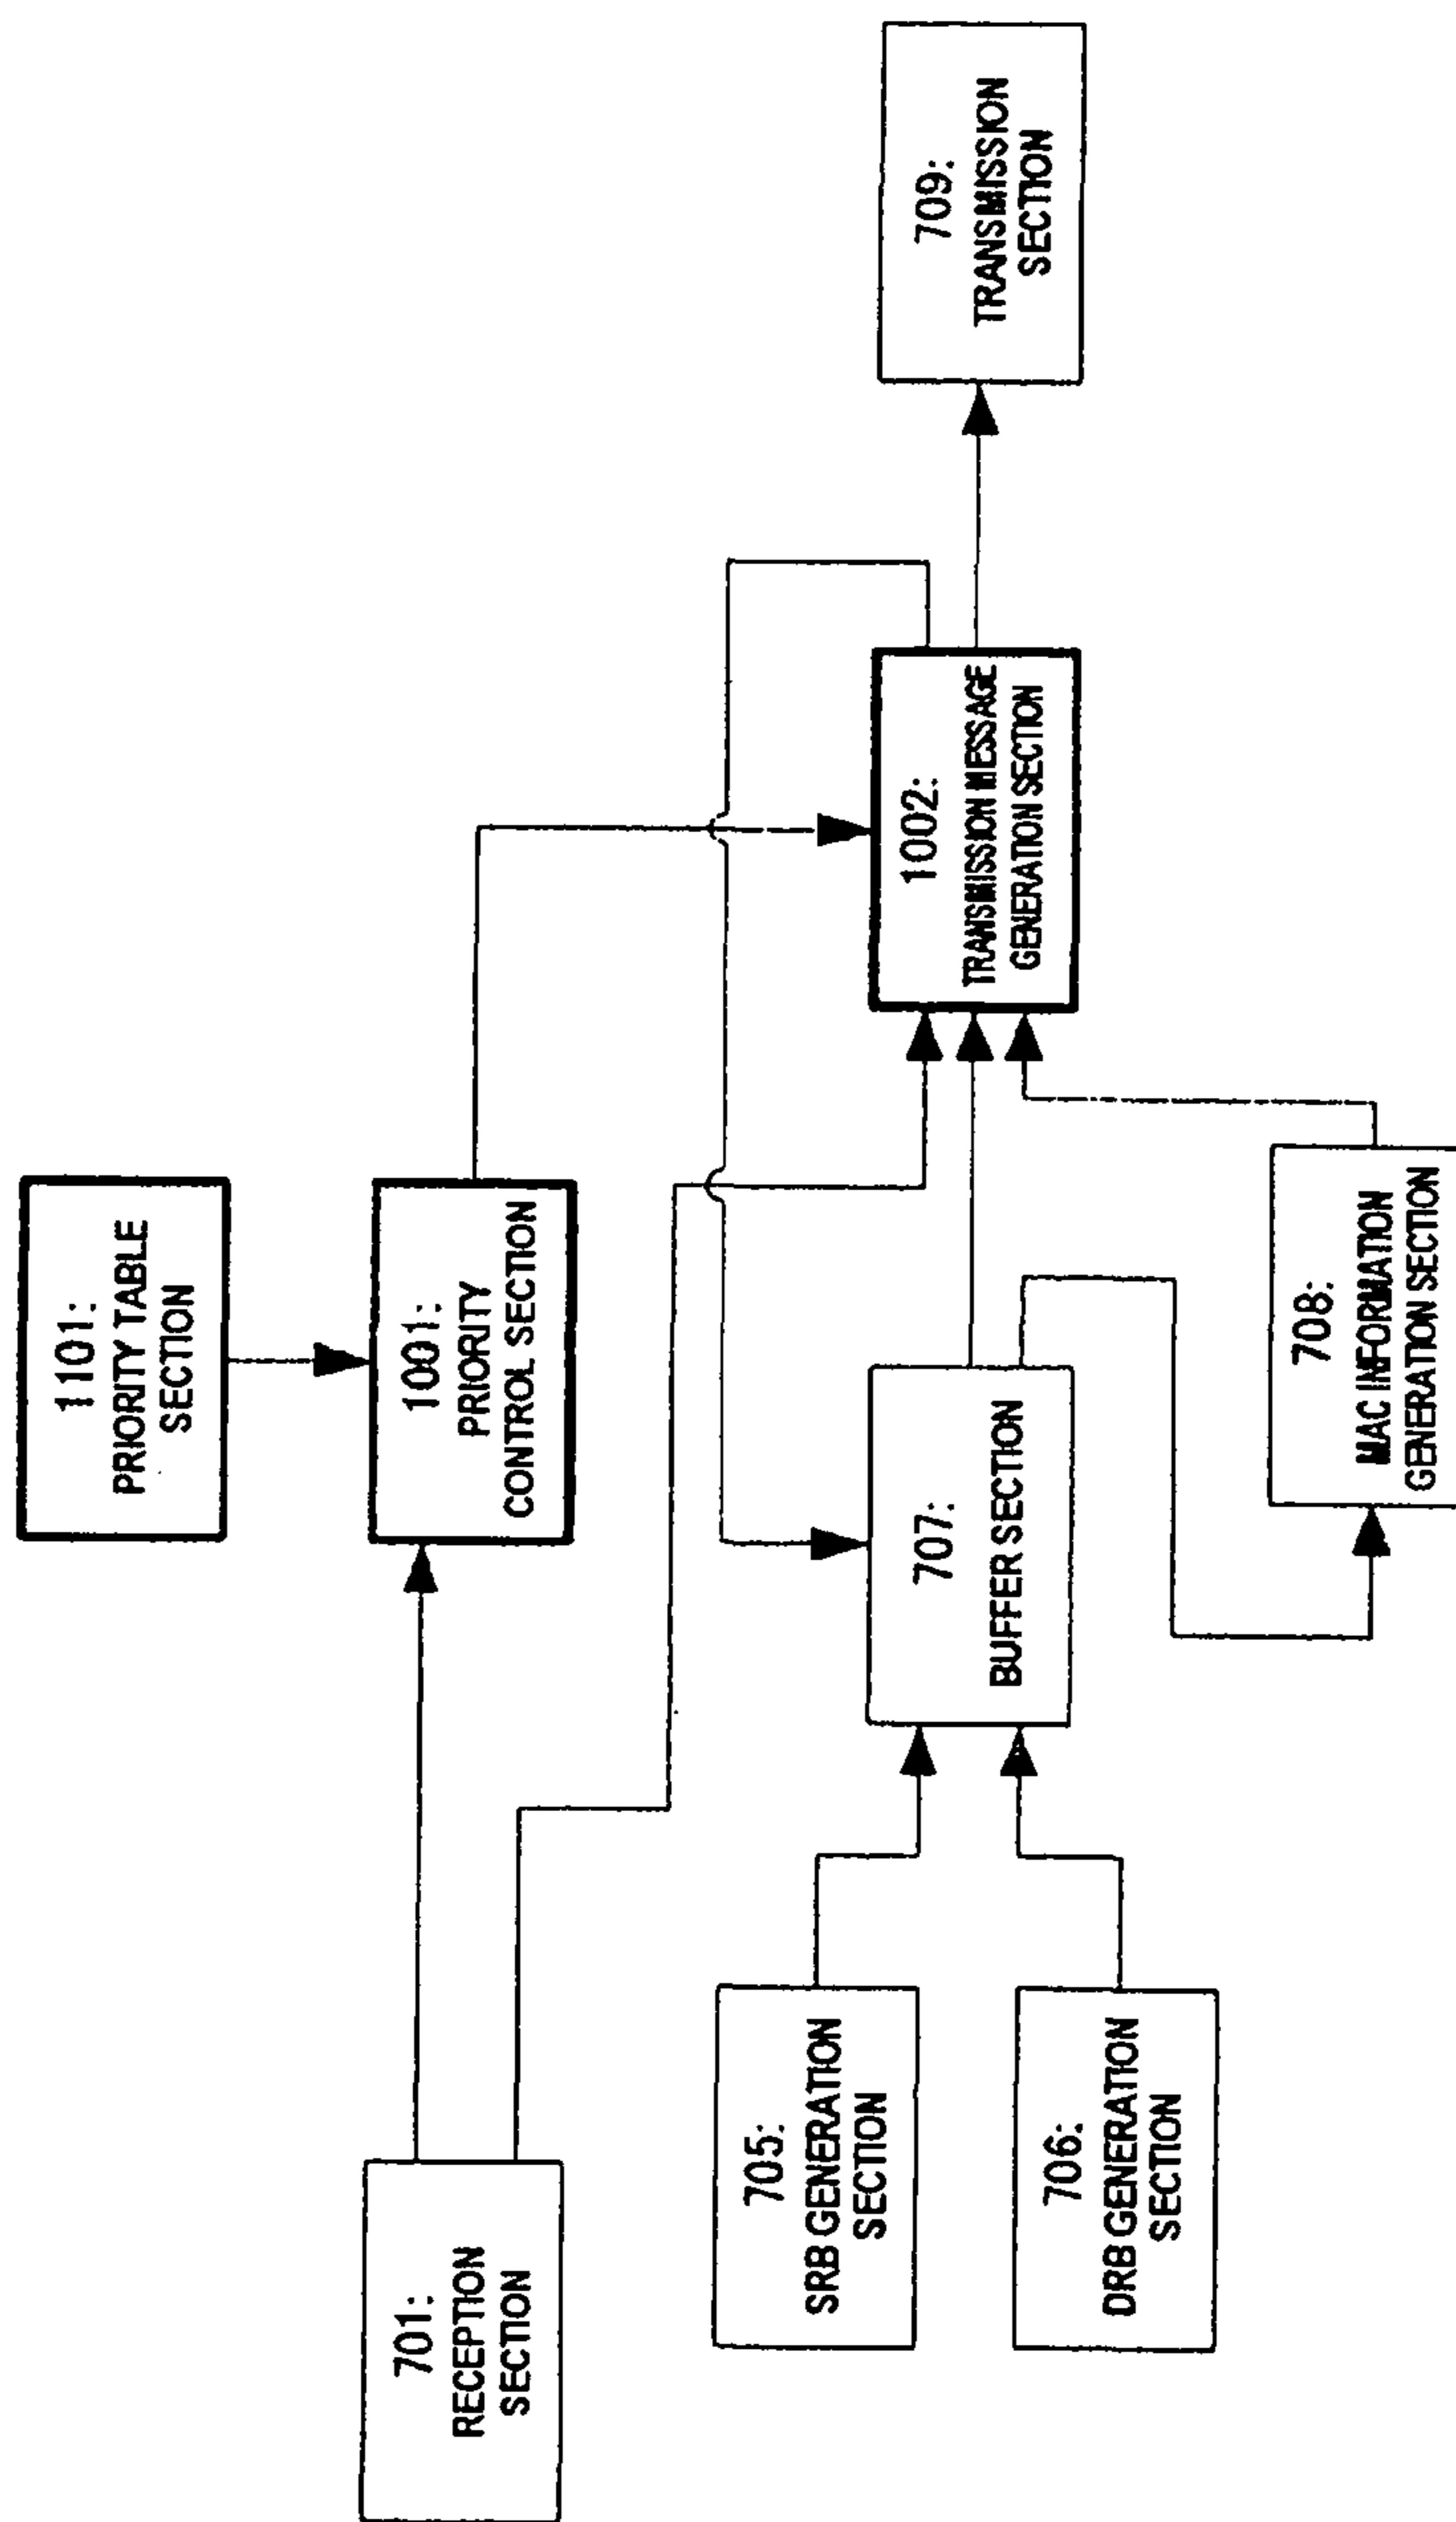 1101:
PRIORITY TABLE
SECTION
701:
RECEPTION
SECTION
1001:
PRIORITY
CONTROL SECTION
705:
SRB GENERATION
SECTION
706:
DRB GENERATION
SECTION
707:
BUFFER SECTION
708:
MAC INFORMATION
GENERATION SECTION
1002:
TRANSMISSION MESSAGE
GENERATION SECTION
709:
TRANSMISSION
SECTION